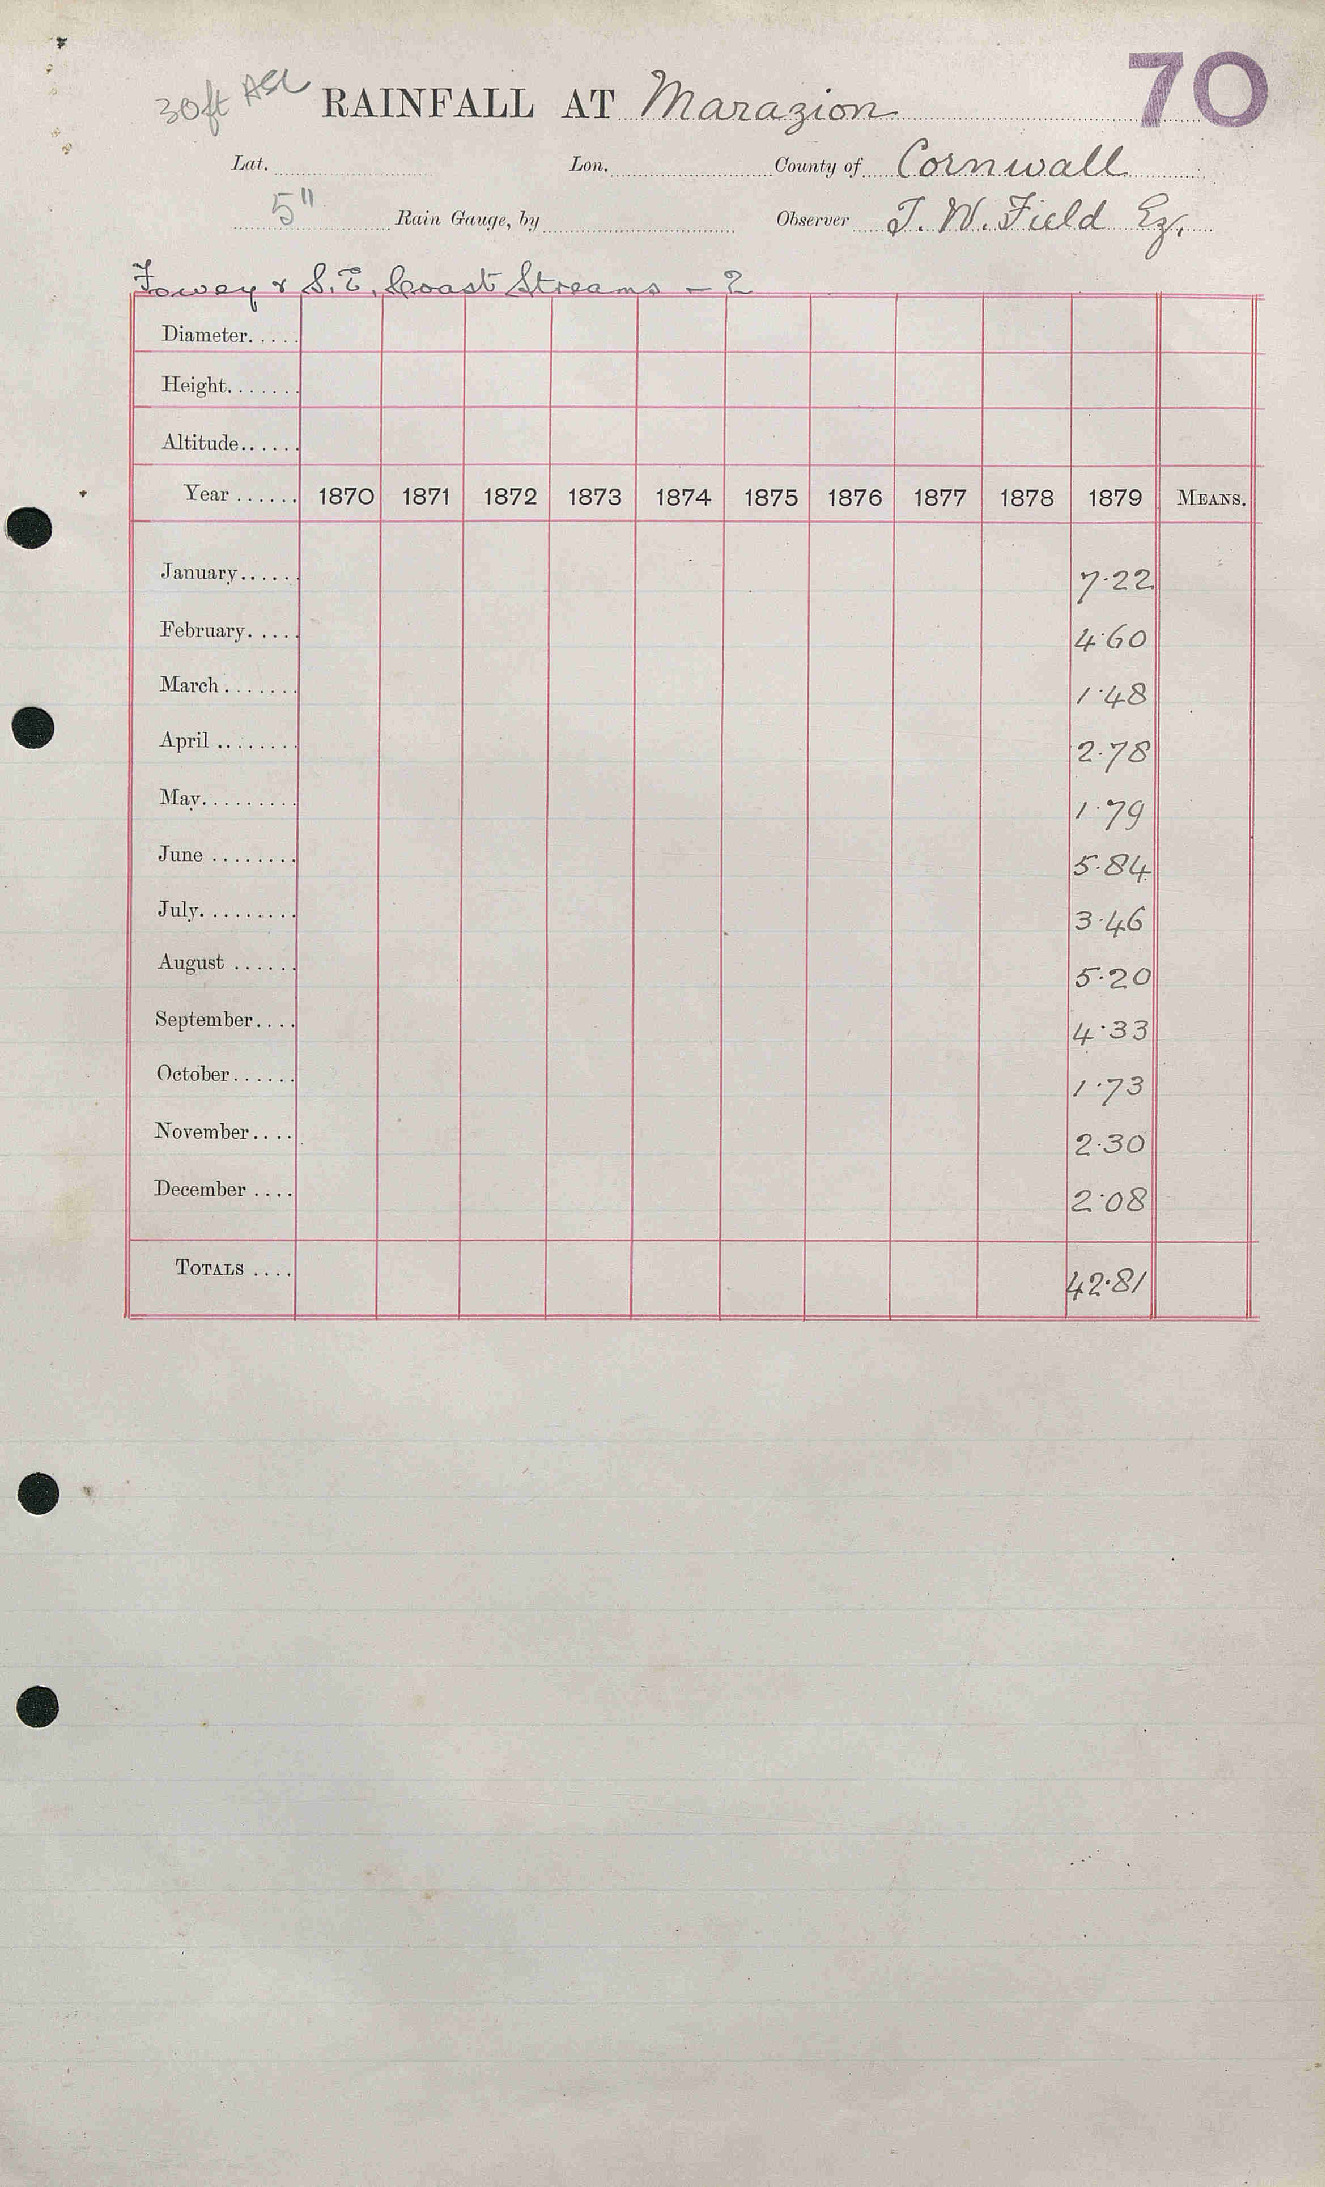 70
30ft ASL RAINFALL AT Marazion
Lat. Lon. County of Cornwall
5" Rain Gauge, by Observer T. W. Field Ez.
Fowey & S.E. Coast Streams - 2
Diameter.....
Height.......
Altitude......
Year ...... 1870 1871 1872 1873 1874 1875 1876 1877 1878 1879 MEANS.
January...... 7.22
February..... 4.60
March....... 1.48
April ........ 2.78
May......... 1.79
June ........ 5.84
July......... 3.46
August ...... 5.20
September.... 4.33
October...... 1.73
November.... 2.30
December .... 2.08
TOTALS .... 42.81